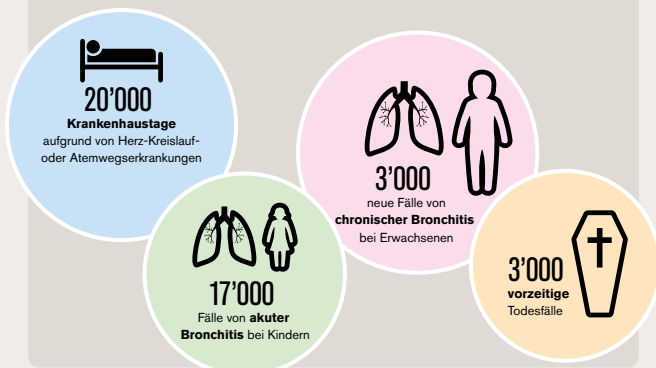 20’000
Krankenhaustage
aufgrund von Herz-Kreislauf-
oder Atemwegserkrankungen
17’000
Fälle von akuter
Bronchitis bei Kindern
3’000
neue Fälle von
chronischer Bronchitis
bei Erwachsenen
3’000
vorzeitige
Todesfälle